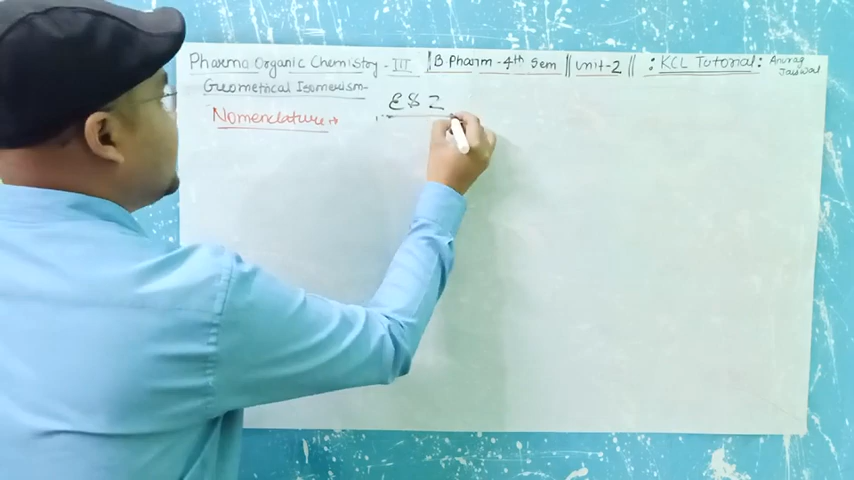 Pharma Organic Chemistry - III || B. Pharm - 4th Sem || Unit-2 || : KCL Tutorial : Anurag Jaiswal
Geometrical Isomerism-
Nomenclature→ E & Z